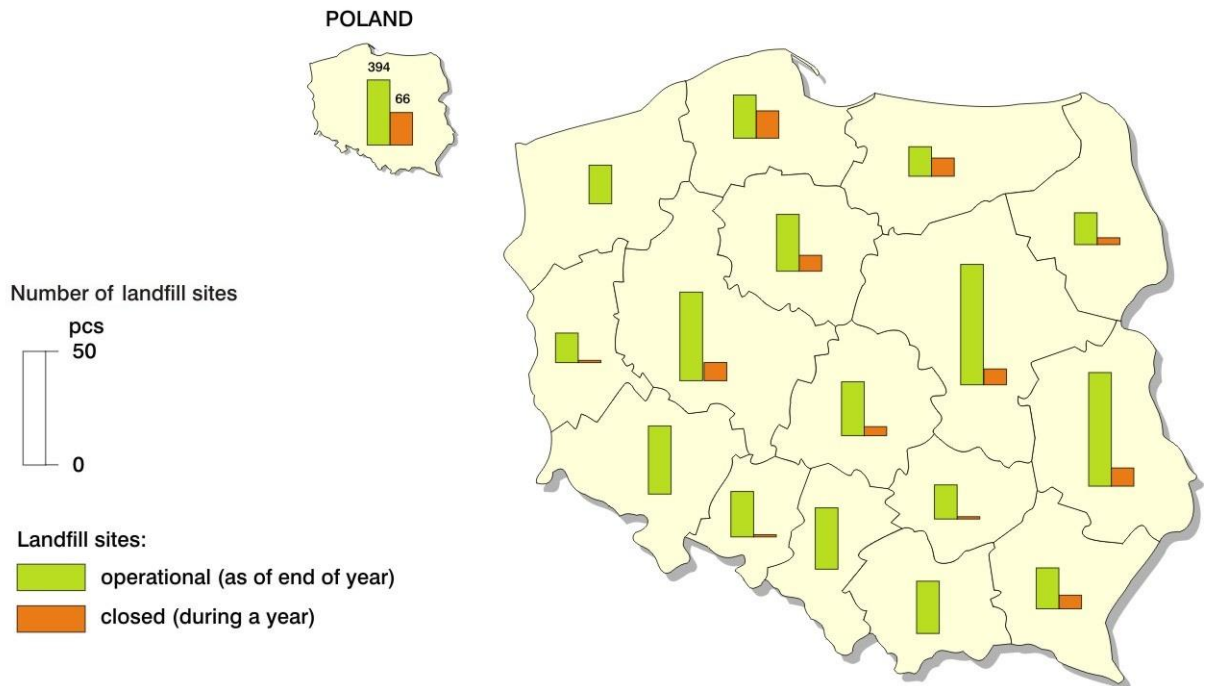 POLAND
394
66
Number of landfill sites
pcs
50
0
Landfill sites:
operational (as of end of year)
closed (during a year)